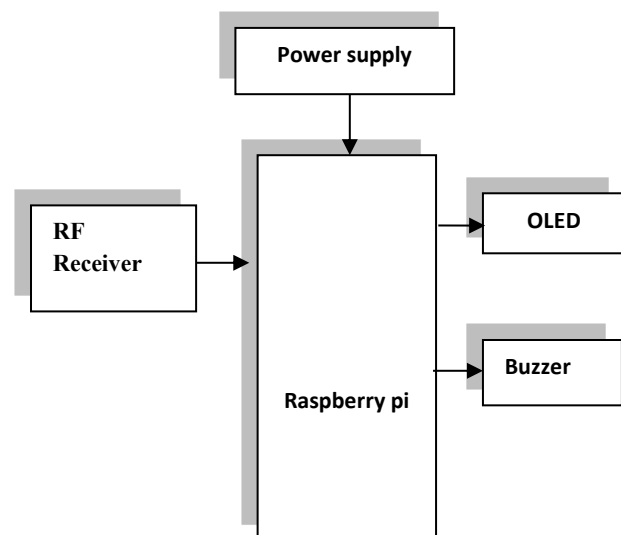 Power supply
RF
Receiver
OLED
Buzzer
Raspberry pi